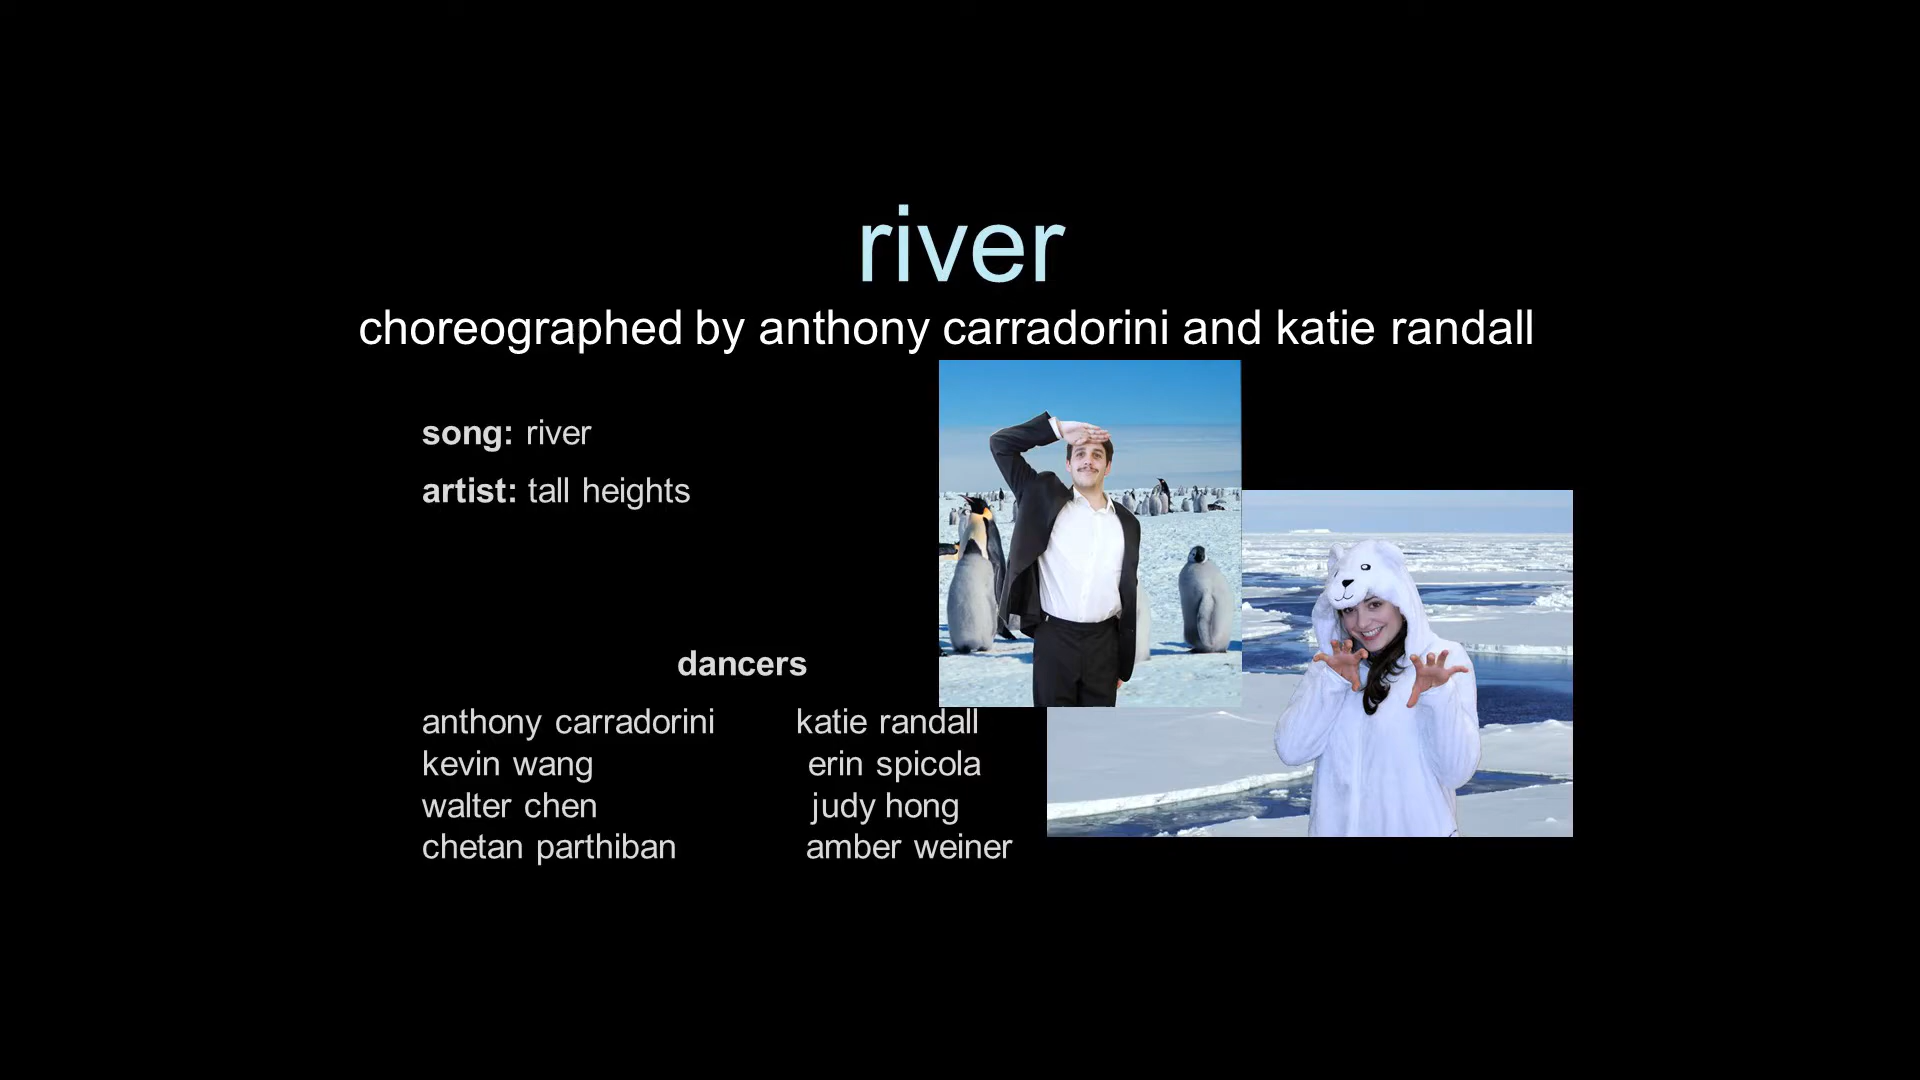 river
choreographed by anthony carradorini and katie randall
song: river
artist: tall heights
dancers
anthony carradorini katie randall
kevin wang erin spicola
walter chen judy hong
chetan parthiban amber weiner